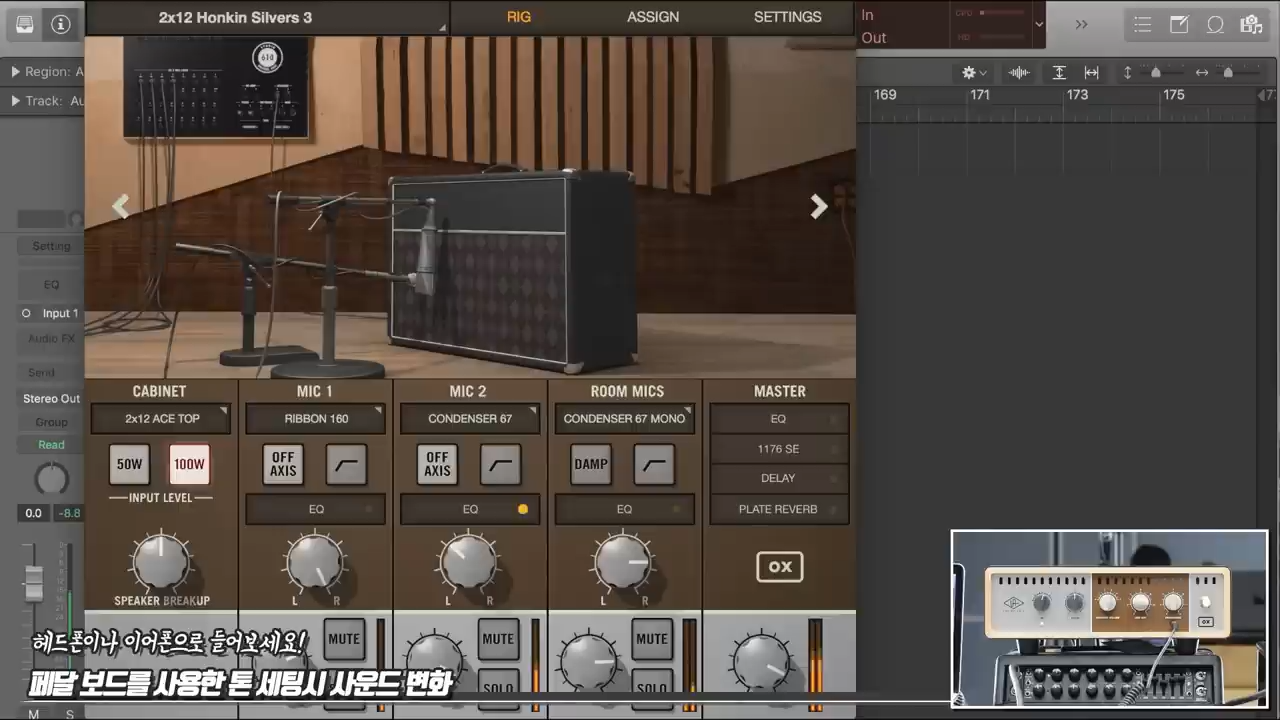 2x12 Honkin Silvers 3
RIG
ASSIGN
SETTINGS
In
Out
CPU
HD
Region: A
Track: Au
169
171
173
175
610
Setting
EQ
Input 1
Audio FX
Send
Stereo Out
Group
Read
0.0
-8.8
M
S
CABINET
MIC 1
MIC 2
ROOM MICS
MASTER
2x12 ACE TOP
RIBBON 160
CONDENSER 67
CONDENSER 67 MONO
EQ
50W
100W
OFF AXIS
OFF AXIS
DAMP
1176 SE
INPUT LEVEL
DELAY
EQ
EQ
EQ
PLATE REVERB
OX
SPEAKER BREAKUP
L
R
L
R
L
R
MUTE
MUTE
MUTE
SOLO
SOLO
헤드폰이나 이어폰으로 들어보세요!
페달 보드를 사용한 톤 세팅시 사운드 변화
OX